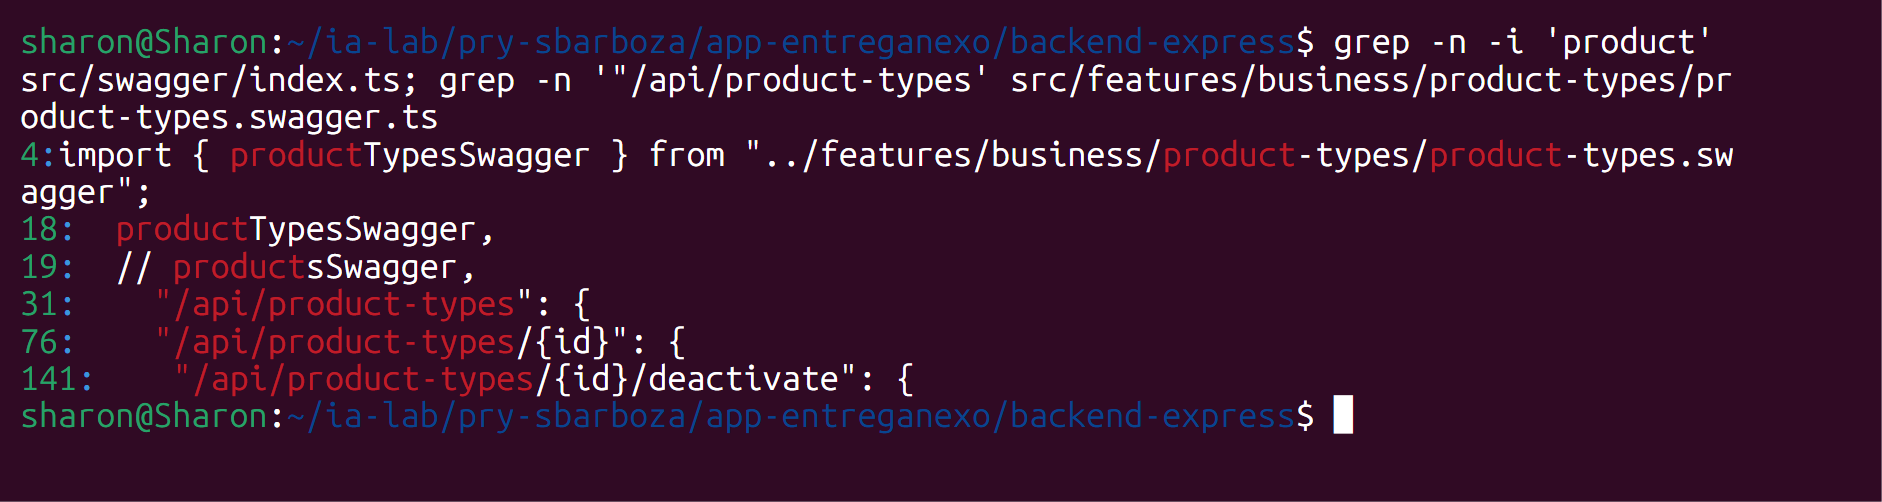 sharon@Sharon:~/ia-lab/pry-sbarboza/app-entreganexo/backend-express$ grep -n -i 'product'
src/swagger/index.ts; grep -n '"/api/product-types' src/features/business/product-types/pr
oduct-types.swagger.ts
4:import { productTypesSwagger } from "../features/business/product-types/product-types.sw
agger";
18:  productTypesSwagger,
19:  // productsSwagger,
31:    "/api/product-types": {
76:    "/api/product-types/{id}": {
141:    "/api/product-types/{id}/deactivate": {
sharon@Sharon:~/ia-lab/pry-sbarboza/app-entreganexo/backend-express$